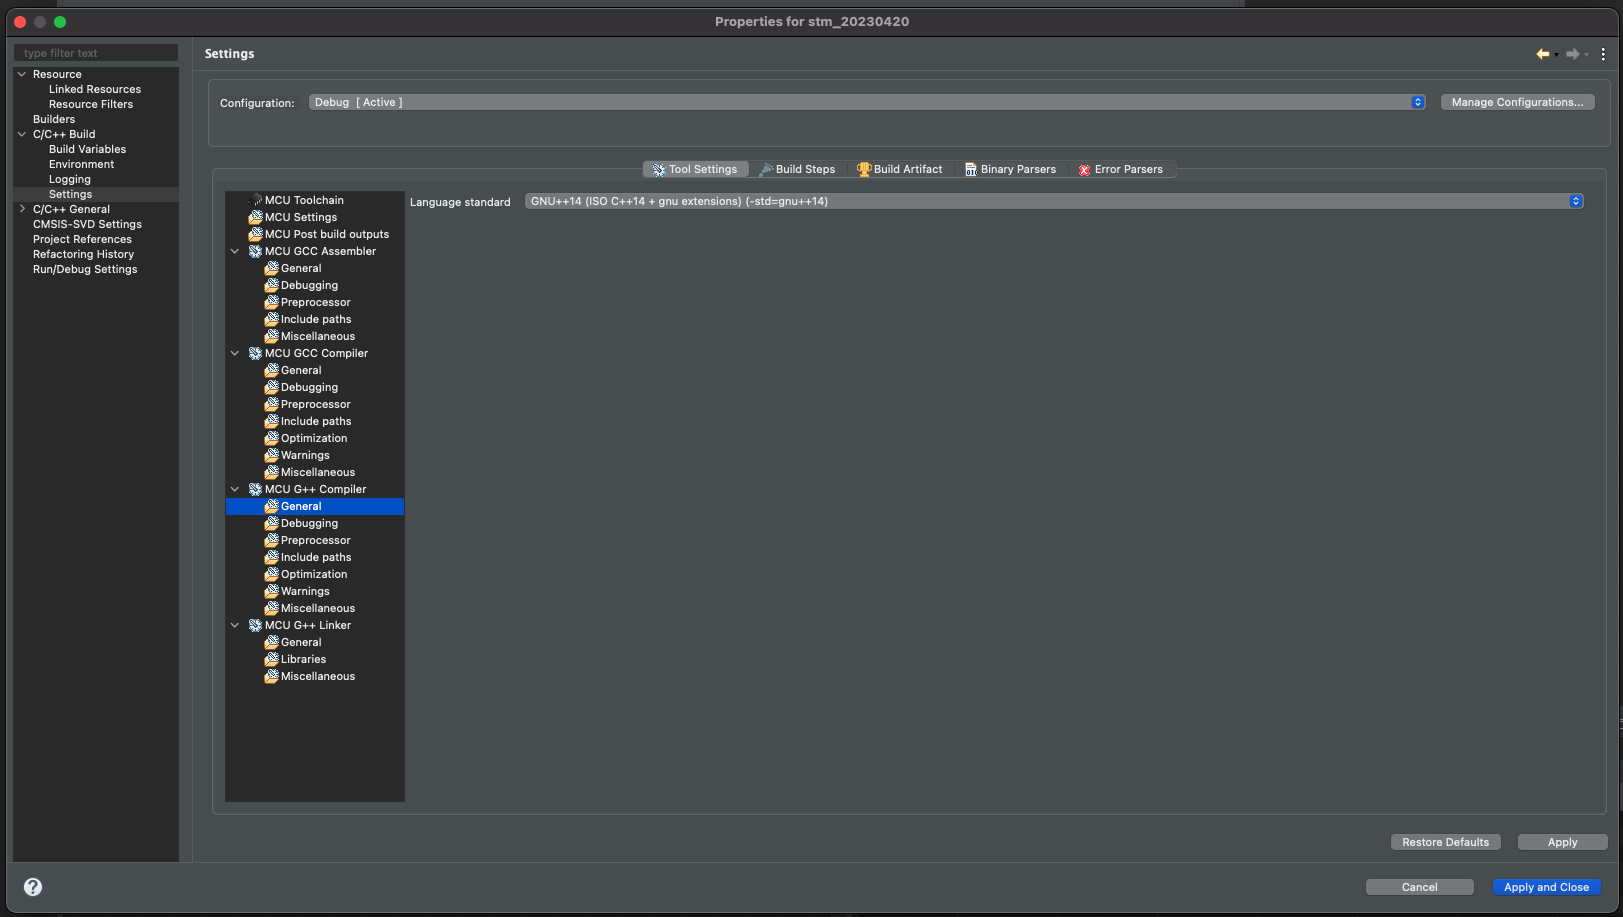 Properties for stm_20230420
type filter text
Resource
Linked Resources
Resource Filters
Builders
C/C++ Build
Build Variables
Environment
Logging
Settings
C/C++ General
CMSIS-SVD Settings
Project References
Refactoring History
Run/Debug Settings
Settings
Configuration:
Debug [ Active ]
Manage Configurations...
Tool Settings
Build Steps
Build Artifact
Binary Parsers
Error Parsers
MCU Toolchain
MCU Settings
MCU Post build outputs
MCU GCC Assembler
General
Debugging
Preprocessor
Include paths
Miscellaneous
MCU GCC Compiler
General
Debugging
Preprocessor
Include paths
Optimization
Warnings
Miscellaneous
MCU G++ Compiler
General
Debugging
Preprocessor
Include paths
Optimization
Warnings
Miscellaneous
MCU G++ Linker
General
Libraries
Miscellaneous
Language standard
GNU++14 (ISO C++14 + gnu extensions) (-std=gnu++14)
Restore Defaults
Apply
?
Cancel
Apply and Close